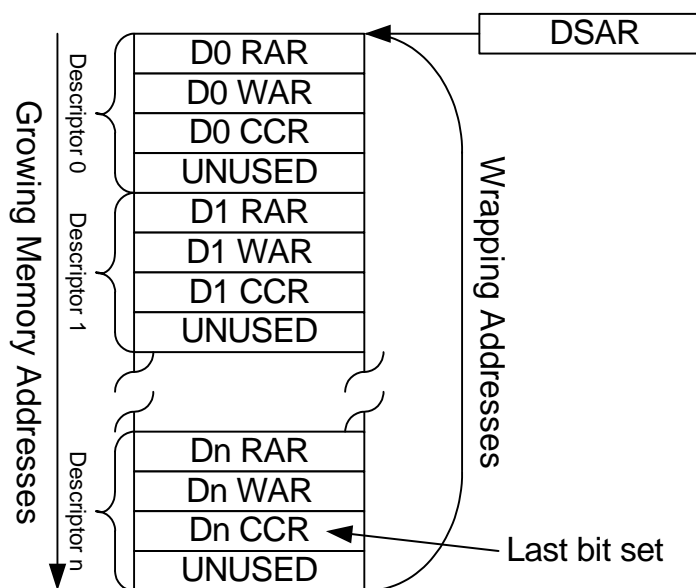 DSAR
D0 RAR
D0 WAR
D0 CCR
UNUSED
Descriptor 0
D1 RAR
D1 WAR
D1 CCR
UNUSED
Descriptor 1
Growing Memory Addresses
Wrapping Addresses
Dn RAR
Dn WAR
Dn CCR
UNUSED
Descriptor n
Last bit set